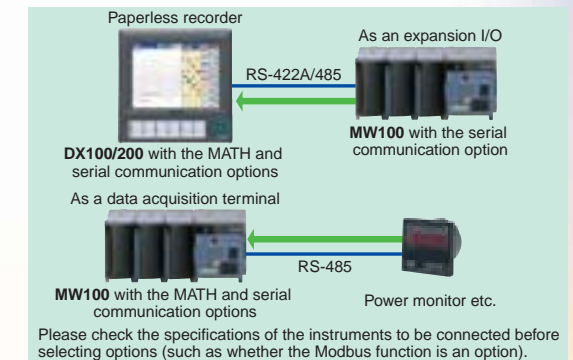 Paperless recorder
As an expansion I/O
RS-422A/485
DX100/200 with the MATH and
serial communication options
MW100 with the serial
communication option
As a data acquisition terminal
RS-485
MW100 with the MATH and serial
communication options
Power monitor etc.
Please check the specifications of the instruments to be connected before
selecting options (such as whether the Modbus function is an option).